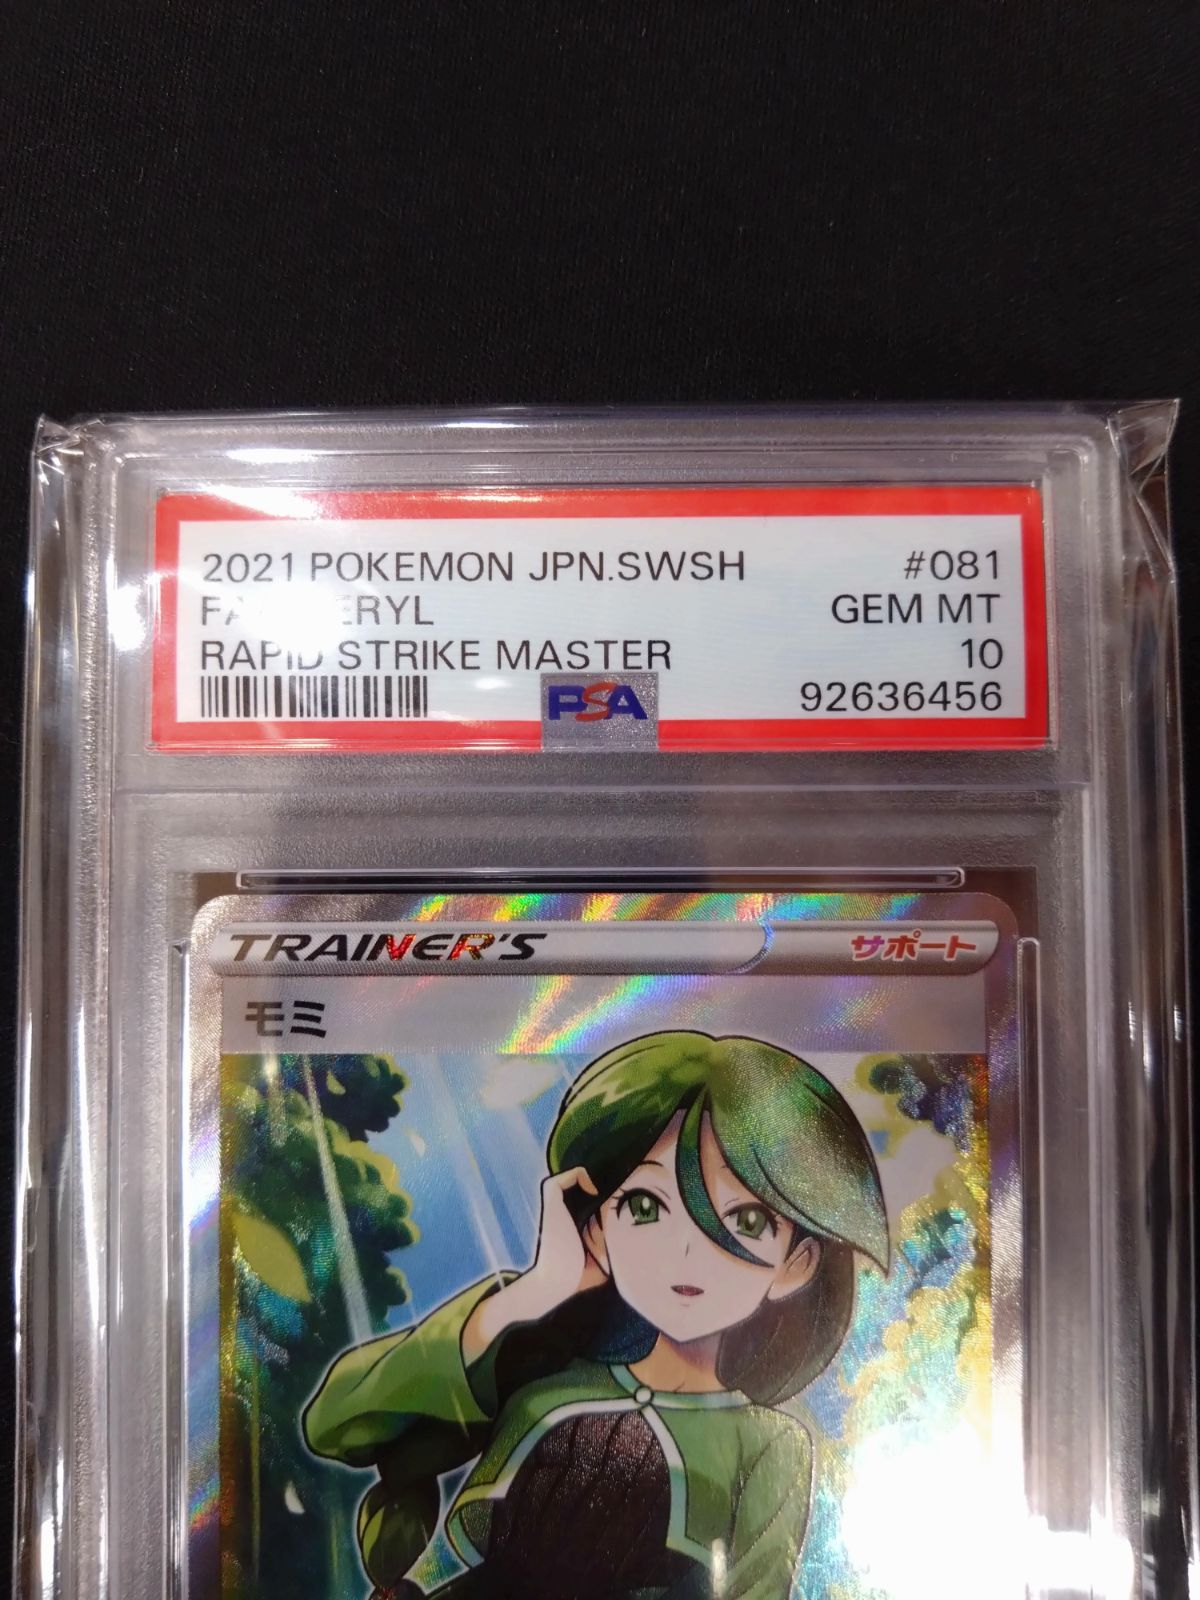 2021 POKEMON JPN.SWSH #081
GEM MT
RAPID STRIKE MASTER 10
PSA 92636456
TRAINER'S サポート
モミ